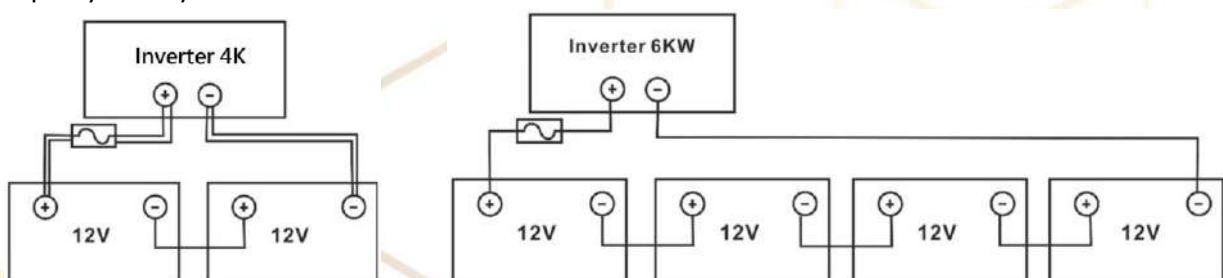 Inverter 4K
+ −
+ − + −
12V 12V
Inverter 6KW
+ −
+ − + − + − + −
12V 12V 12V 12V